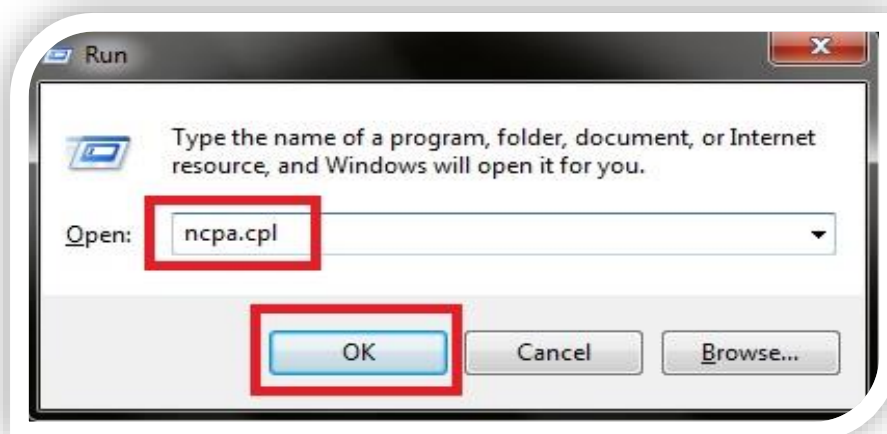 Run
Type the name of a program, folder, document, or Internet
resource, and Windows will open it for you.
Open: ncpa.cpl
OK Cancel Browse...